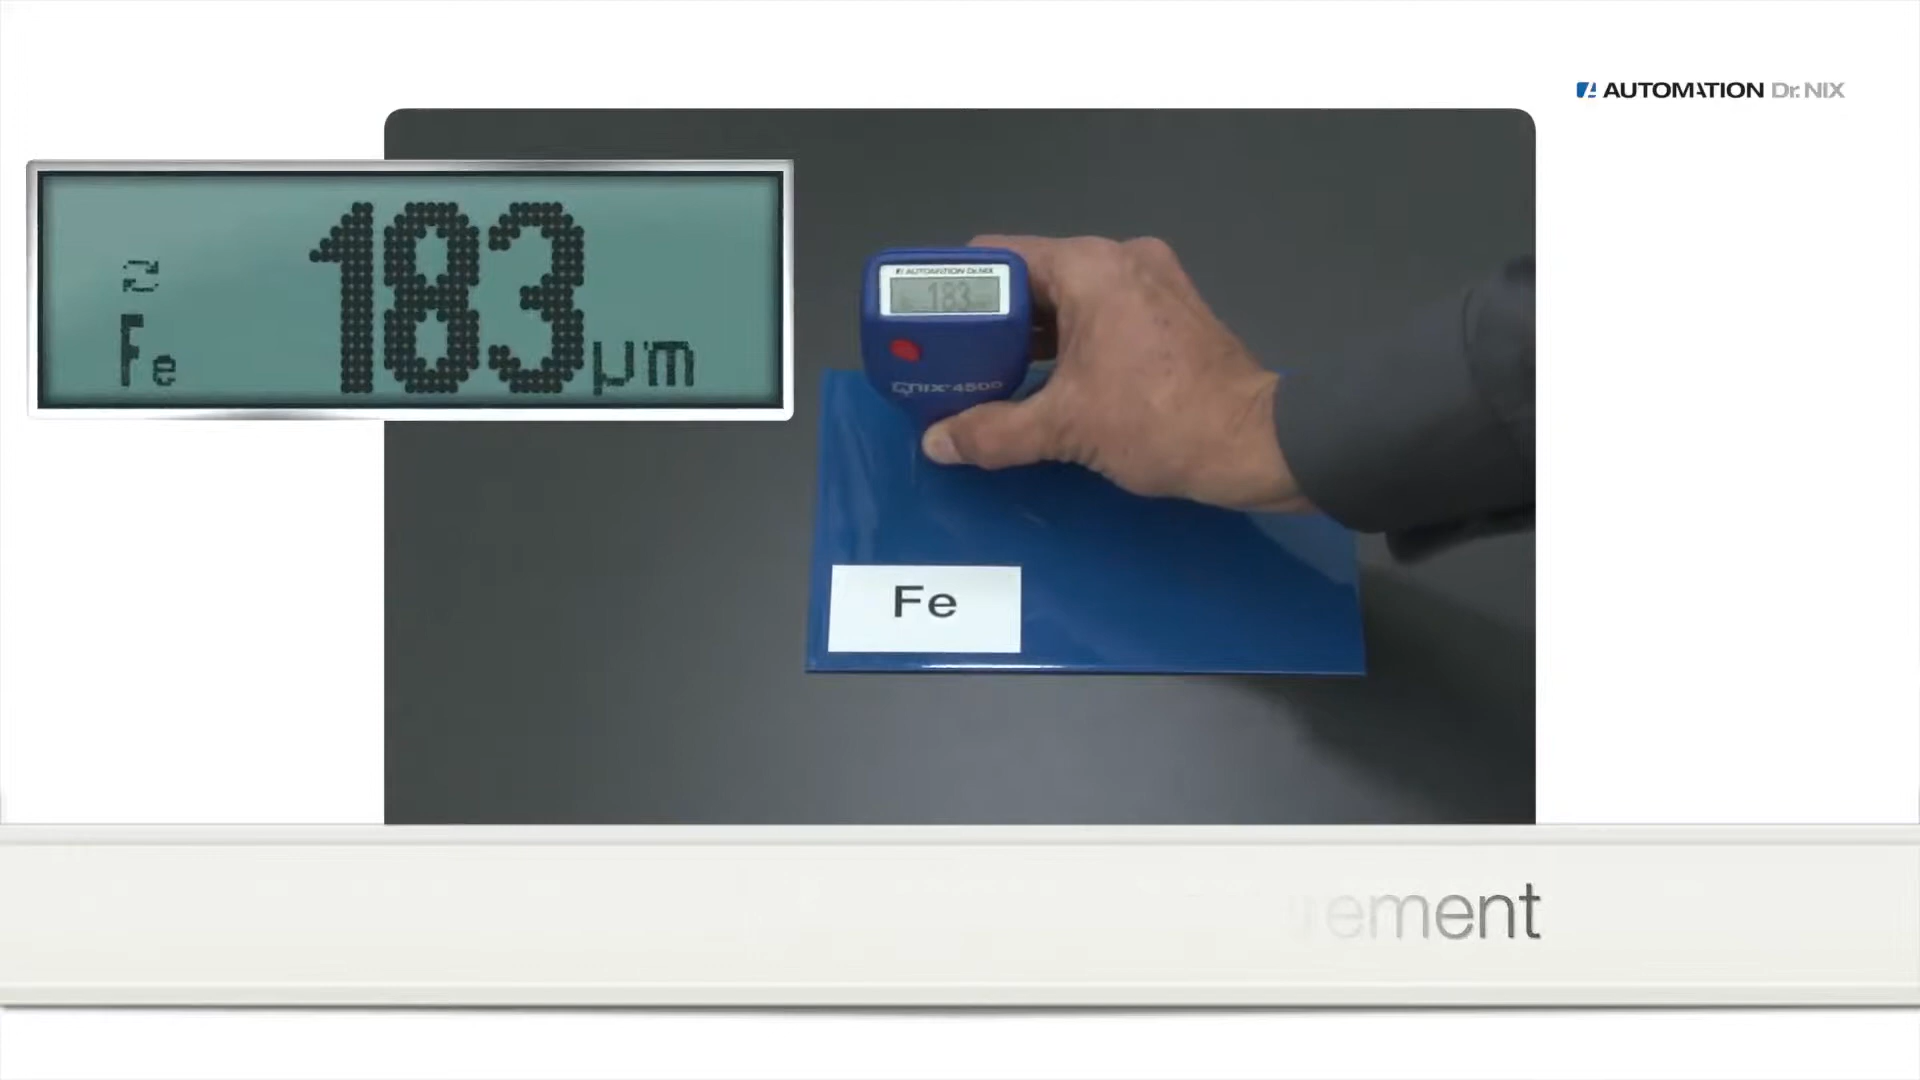 AUTOMATION Dr. NIX
183 µm
Fe
AUTOMATION Dr. NIX
183
QNix 4500
Fe
ement